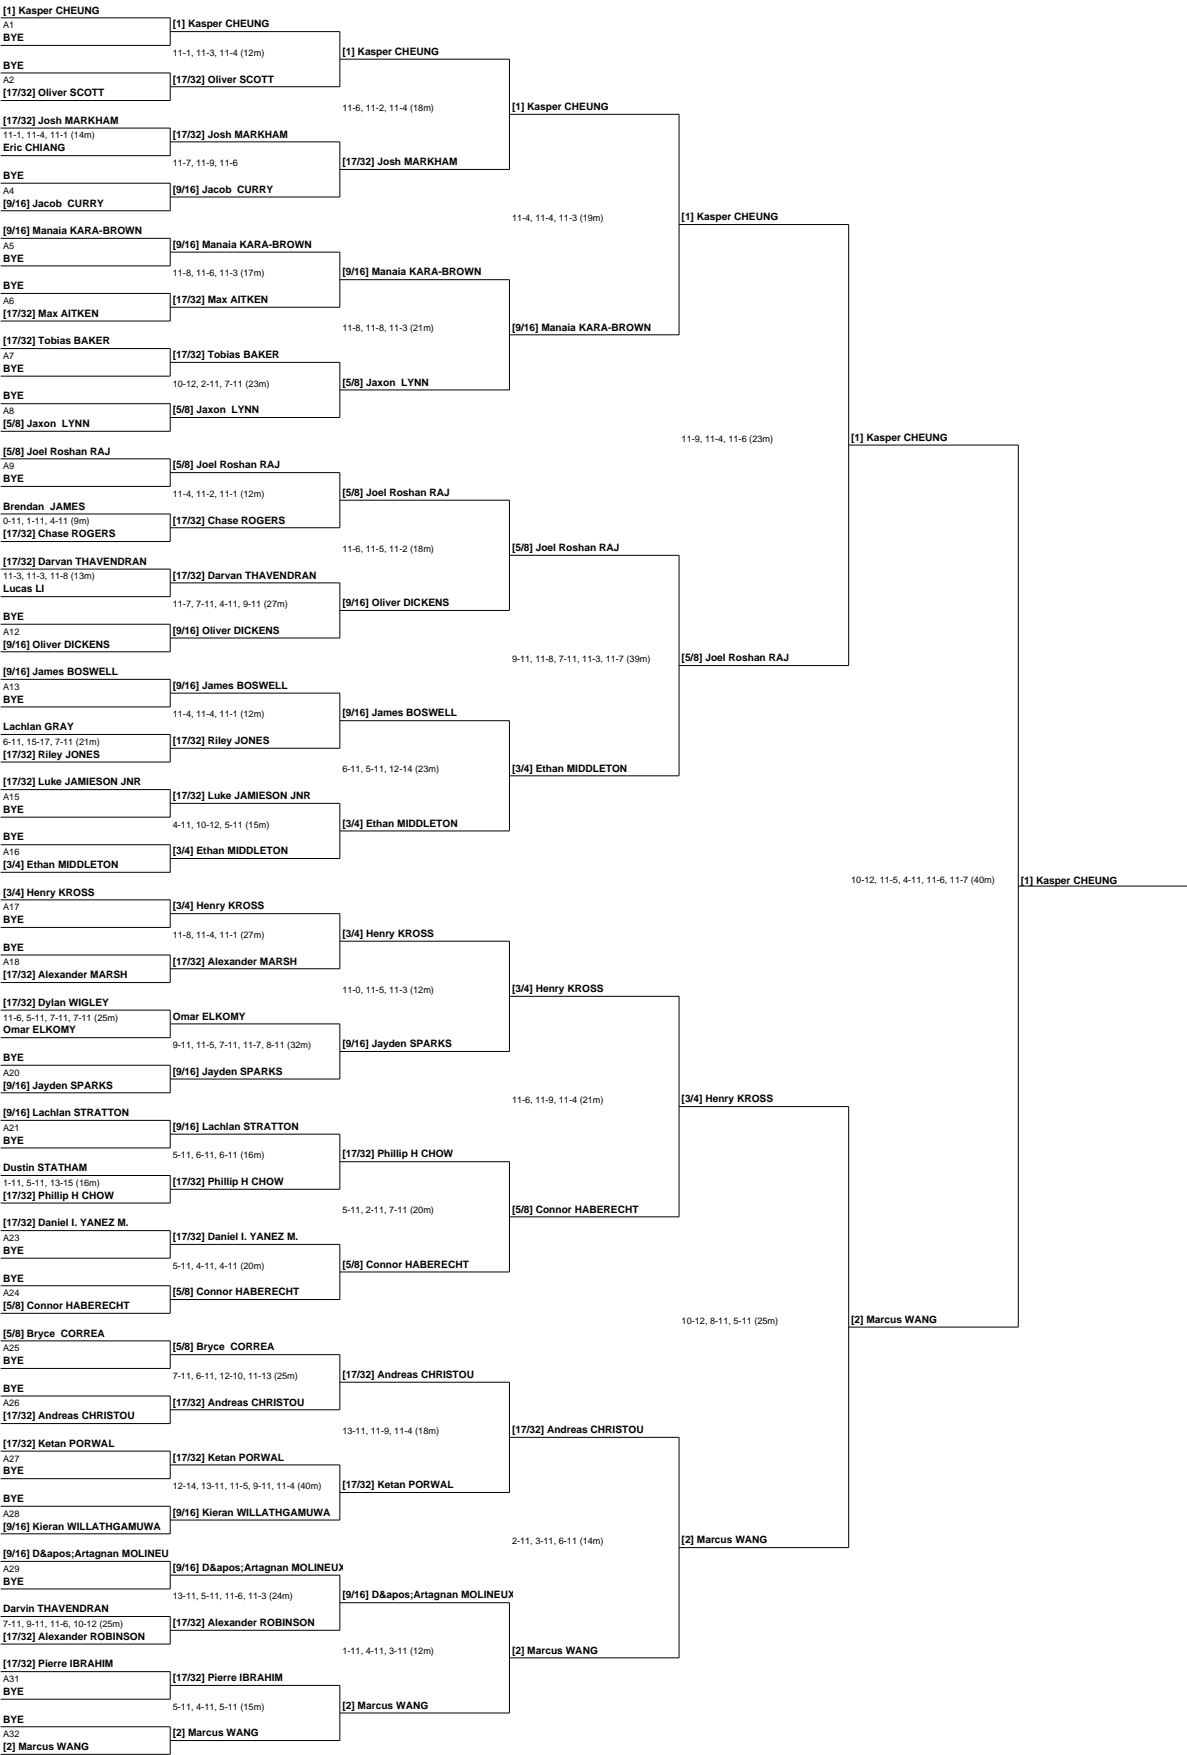 [1] Kasper CHEUNG
A1
BYE
BYE
A2
[17/32] Oliver SCOTT
[17/32] Josh MARKHAM
11-1, 11-4, 11-1 (14m)
Eric CHIANG
BYE
A4
[9/16] Jacob CURRY
[9/16] Manaia KARA-BROWN
A5
BYE
BYE
A6
[17/32] Max AITKEN
[17/32] Tobias BAKER
A7
BYE
BYE
A8
[5/8] Jaxon LYNN
[5/8] Joel Roshan RAJ
A9
BYE
Brendan JAMES
0-11, 1-11, 4-11 (9m)
[17/32] Chase ROGERS
[17/32] Darvan THAVENDRAN
11-3, 11-3, 11-8 (13m)
Lucas LI
BYE
A12
[9/16] Oliver DICKENS
[9/16] James BOSWELL
A13
BYE
Lachlan GRAY
6-11, 15-17, 7-11 (21m)
[17/32] Riley JONES
[17/32] Luke JAMIESON JNR
A15
BYE
BYE
A16
[3/4] Ethan MIDDLETON
[3/4] Henry KROSS
A17
BYE
BYE
A18
[17/32] Alexander MARSH
[17/32] Dylan WIGLEY
11-6, 5-11, 7-11, 7-11 (25m)
Omar ELKOMY
BYE
A20
[9/16] Jayden SPARKS
[9/16] Lachlan STRATTON
A21
BYE
Dustin STATHAM
1-11, 5-11, 13-15 (16m)
[17/32] Phillip H CHOW
[17/32] Daniel I. YANEZ M.
A23
BYE
BYE
A24
[5/8] Connor HABERECHT
[5/8] Bryce CORREA
A25
BYE
BYE
A26
[17/32] Andreas CHRISTOU
[17/32] Ketan PORWAL
A27
BYE
BYE
A28
[9/16] Kieran WILLATHGAMUWA
[9/16] D&apos;Artagnan MOLINEU
A29
BYE
Darvin THAVENDRAN
7-11, 9-11, 11-6, 10-12 (25m)
[17/32] Alexander ROBINSON
[17/32] Pierre IBRAHIM
A31
BYE
BYE
A32
[2] Marcus WANG
[1] Kasper CHEUNG
11-1, 11-3, 11-4 (12m)
[17/32] Oliver SCOTT
[17/32] Josh MARKHAM
11-7, 11-9, 11-6
[9/16] Jacob CURRY
[9/16] Manaia KARA-BROWN
11-8, 11-6, 11-3 (17m)
[17/32] Max AITKEN
[17/32] Tobias BAKER
10-12, 2-11, 7-11 (23m)
[5/8] Jaxon LYNN
[5/8] Joel Roshan RAJ
11-4, 11-2, 11-1 (12m)
[17/32] Chase ROGERS
[17/32] Darvan THAVENDRAN
11-7, 7-11, 4-11, 9-11 (27m)
[9/16] Oliver DICKENS
[9/16] James BOSWELL
11-4, 11-4, 11-1 (12m)
[17/32] Riley JONES
[17/32] Luke JAMIESON JNR
4-11, 10-12, 5-11 (15m)
[3/4] Ethan MIDDLETON
[3/4] Henry KROSS
11-8, 11-4, 11-1 (27m)
[17/32] Alexander MARSH
Omar ELKOMY
9-11, 11-5, 7-11, 11-7, 8-11 (32m)
[9/16] Jayden SPARKS
[9/16] Lachlan STRATTON
5-11, 6-11, 6-11 (16m)
[17/32] Phillip H CHOW
[17/32] Daniel I. YANEZ M.
5-11, 4-11, 4-11 (20m)
[5/8] Connor HABERECHT
[5/8] Bryce CORREA
7-11, 6-11, 12-10, 11-13 (25m)
[17/32] Andreas CHRISTOU
[17/32] Ketan PORWAL
12-14, 13-11, 11-5, 9-11, 11-4 (40m)
[9/16] Kieran WILLATHGAMUWA
[9/16] D&apos;Artagnan MOLINEUX
13-11, 5-11, 11-6, 11-3 (24m)
[17/32] Alexander ROBINSON
[17/32] Pierre IBRAHIM
5-11, 4-11, 5-11 (15m)
[2] Marcus WANG
[1] Kasper CHEUNG
11-6, 11-2, 11-4 (18m)
[17/32] Josh MARKHAM
[9/16] Manaia KARA-BROWN
11-8, 11-8, 11-3 (21m)
[5/8] Jaxon LYNN
[5/8] Joel Roshan RAJ
11-6, 11-5, 11-2 (18m)
[9/16] Oliver DICKENS
[9/16] James BOSWELL
6-11, 5-11, 12-14 (23m)
[3/4] Ethan MIDDLETON
[3/4] Henry KROSS
11-0, 11-5, 11-3 (12m)
[9/16] Jayden SPARKS
[17/32] Phillip H CHOW
5-11, 2-11, 7-11 (20m)
[5/8] Connor HABERECHT
[17/32] Andreas CHRISTOU
13-11, 11-9, 11-4 (18m)
[17/32] Ketan PORWAL
[9/16] D&apos;Artagnan MOLINEUX
1-11, 4-11, 3-11 (12m)
[2] Marcus WANG
[1] Kasper CHEUNG
11-4, 11-4, 11-3 (19m)
[9/16] Manaia KARA-BROWN
[5/8] Joel Roshan RAJ
9-11, 11-8, 7-11, 11-3, 11-7 (39m)
[3/4] Ethan MIDDLETON
[3/4] Henry KROSS
11-6, 11-9, 11-4 (21m)
[5/8] Connor HABERECHT
[17/32] Andreas CHRISTOU
2-11, 3-11, 6-11 (14m)
[2] Marcus WANG
[1] Kasper CHEUNG
11-9, 11-4, 11-6 (23m)
[5/8] Joel Roshan RAJ
[3/4] Henry KROSS
10-12, 8-11, 5-11 (25m)
[2] Marcus WANG
[1] Kasper CHEUNG
10-12, 11-5, 4-11, 11-6, 11-7 (40m)
[2] Marcus WANG
[1] Kasper CHEUNG